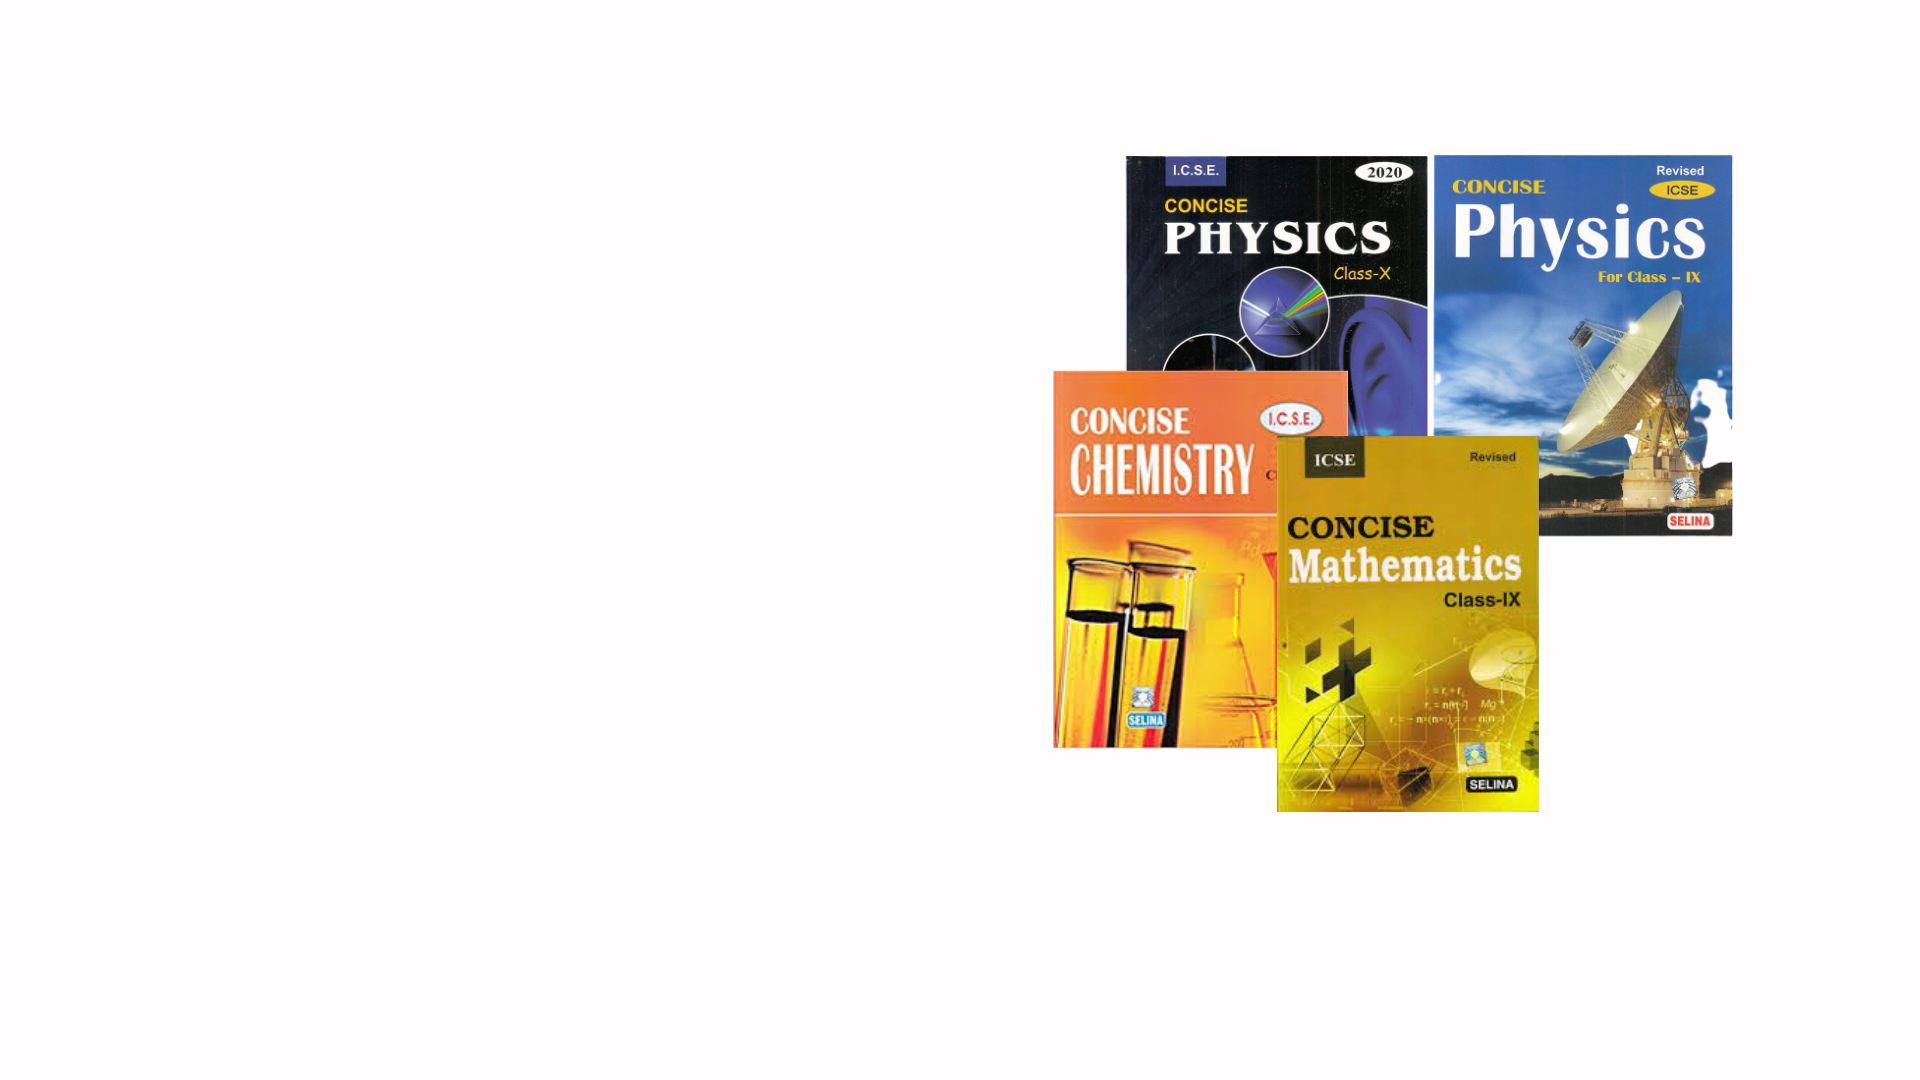 I.C.S.E.
2020
CONCISE
PHYSICS
Class-X
Revised
CONCISE
ICSE
Physics
For Class – IX
SELINA
CONCISE
I.C.S.E.
CHEMISTRY
SELINA
ICSE
Revised
CONCISE
Mathematics
Class-IX
SELINA